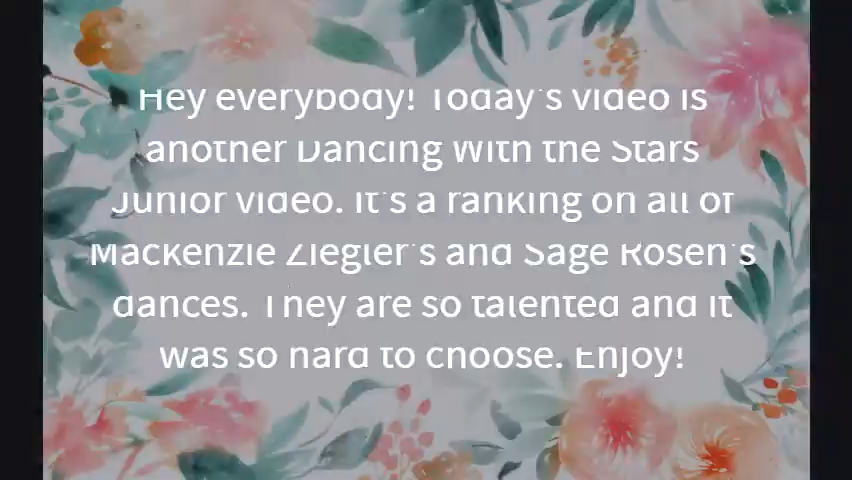 Hey everybody! Today's video is
another Dancing With the Stars
Junior video. It's a ranking on all of
Mackenzie Ziegler's and Sage Rosen's
dances. They are so talented and it
was so hard to choose. Enjoy!